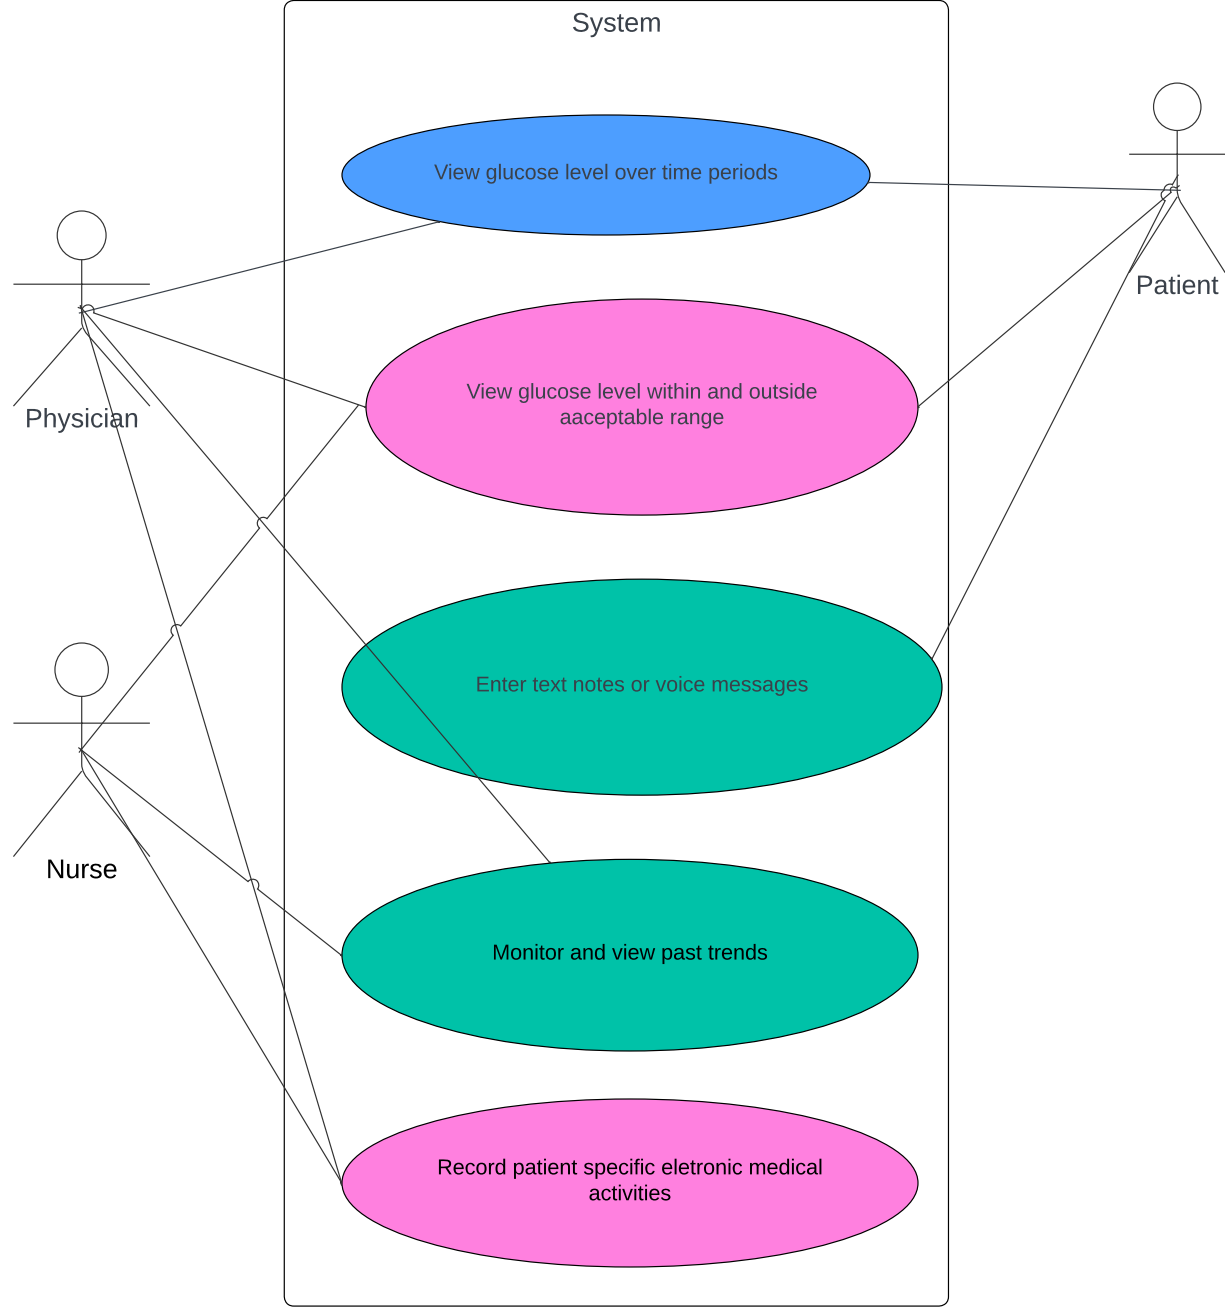 System
View glucose level over time periods
Patient
View glucose level within and outside
aaceptable range
Physician
Enter text notes or voice messages
Nurse
Monitor and view past trends
Record patient specific eletronic medical
activities